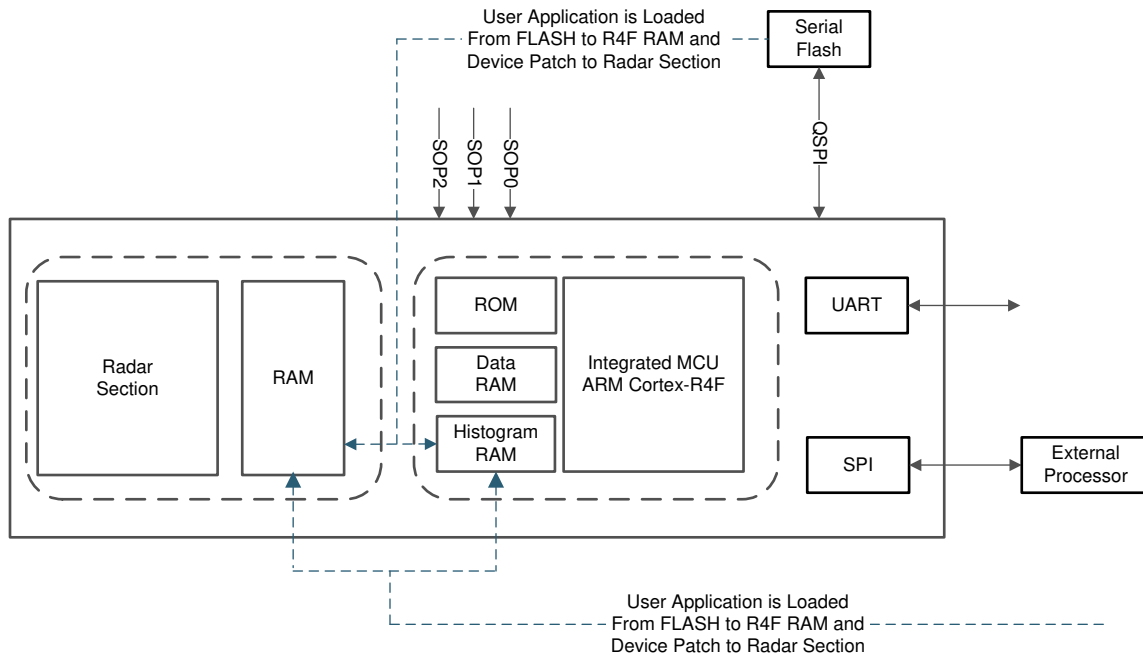 User Application is Loaded
From FLASH to R4F RAM and
Device Patch to Radar Section
Serial
Flash
SOP2
SOP1
SOP0
QSPI
Radar
Section
RAM
ROM
Data
RAM
Histogram
RAM
Integrated MCU
ARM Cortex-R4F
UART
SPI
External
Processor
User Application is Loaded
From FLASH to R4F RAM and
Device Patch to Radar Section